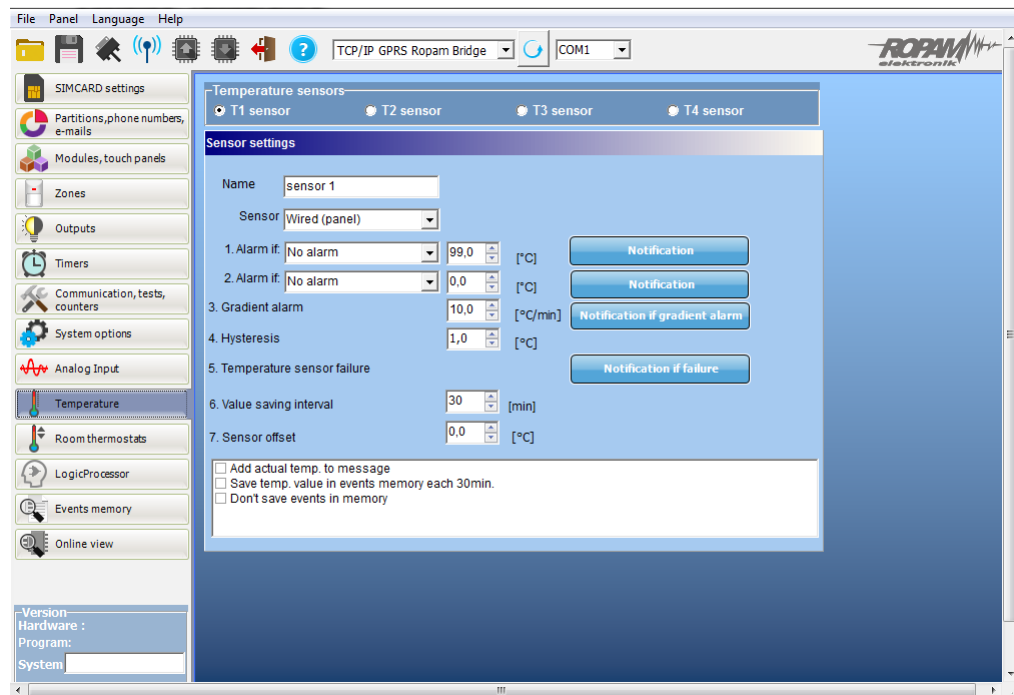 File Panel Language Help
TCP/IP GPRS Ropam Bridge COM1
ROPAM
elektronik
SIMCARD settings
Partitions,phone numbers,
e-mails
Modules, touch panels
Zones
Outputs
Timers
Communication, tests,
counters
System options
Analog Input
Temperature
Room thermostats
LogicProcessor
Events memory
Online view
Version
Hardware :
Program:
System
Temperature sensors
T1 sensor T2 sensor T3 sensor T4 sensor
Sensor settings
Name sensor 1
Sensor Wired (panel)
1. Alarm if: No alarm 99,0 [°C] Notification
2. Alarm if: No alarm 0,0 [°C] Notification
3. Gradient alarm 10,0 [°C/min] Notification if gradient alarm
4. Hysteresis 1,0 [°C]
5. Temperature sensor failure Notification if failure
6. Value saving interval 30 [min]
7. Sensor offset 0,0 [°C]
Add actual temp. to message
Save temp. value in events memory each 30min.
Don't save events in memory